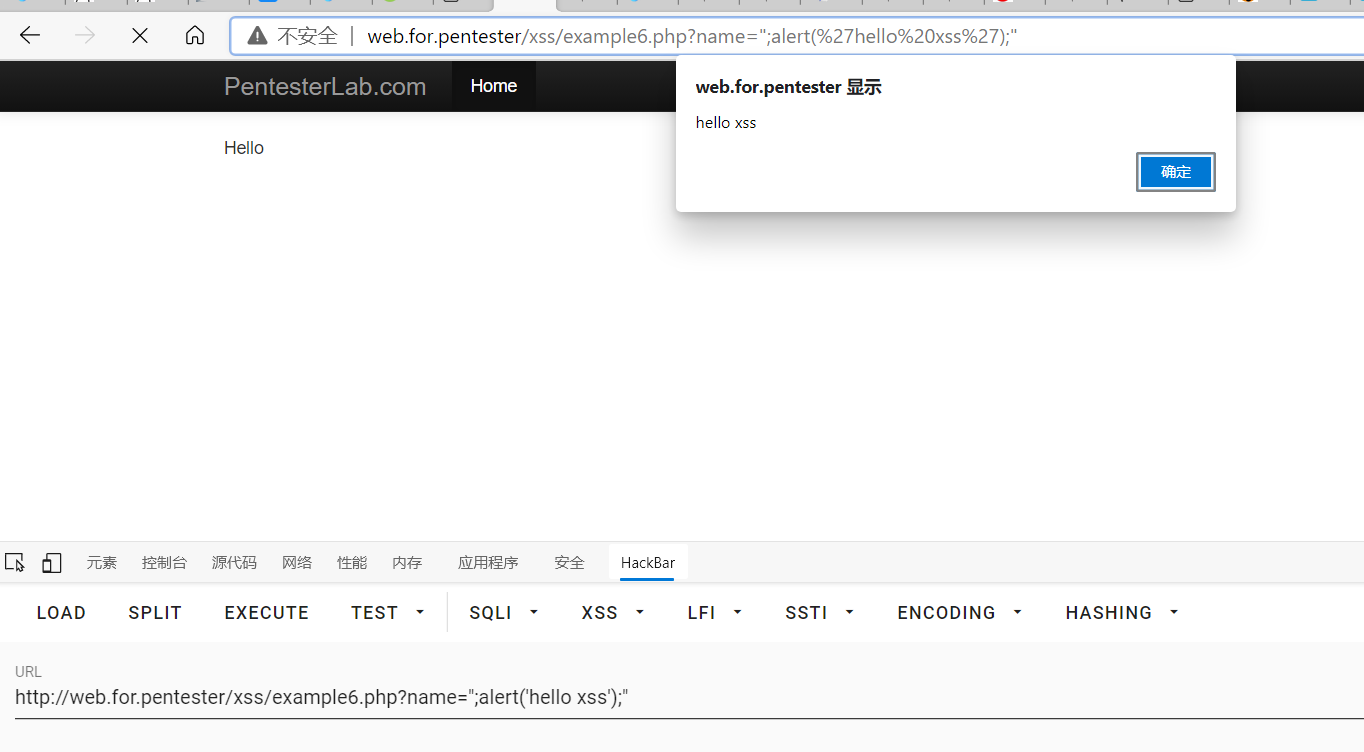 不安全 | web.for.pentester/xss/example6.php?name=";alert(%27hello%20xss%27);"
PentesterLab.com Home
web.for.pentester 显示
hello xss
确定
Hello
元素 控制台 源代码 网络 性能 内存 应用程序 安全 HackBar
LOAD SPLIT EXECUTE TEST SQLI XSS LFI SSTI ENCODING HASHING
URL
http://web.for.pentester/xss/example6.php?name=";alert('hello xss');"